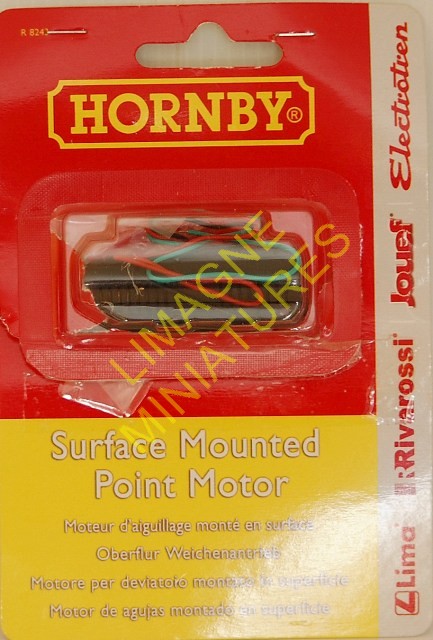 R 8243
HORNBY®
LIMAGNE
MINIATURES
Surface Mounted
Point Motor
Moteur d'aiguillage monté en surface
Oberflur Weichenantrieb
Motore per deviatoio montato in superficie
Motor de agujas montado en superficie
Lima
Rivarossi
Jouef
Electrotren